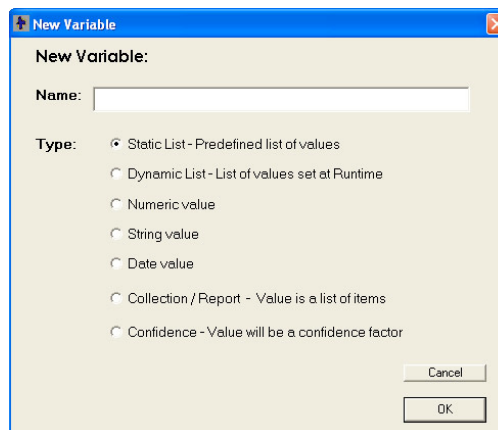 New Variable
New Variable:
Name:
Type:
Static List - Predefined list of values
Dynamic List - List of values set at Runtime
Numeric value
String value
Date value
Collection / Report - Value is a list of items
Confidence - Value will be a confidence factor
Cancel
OK